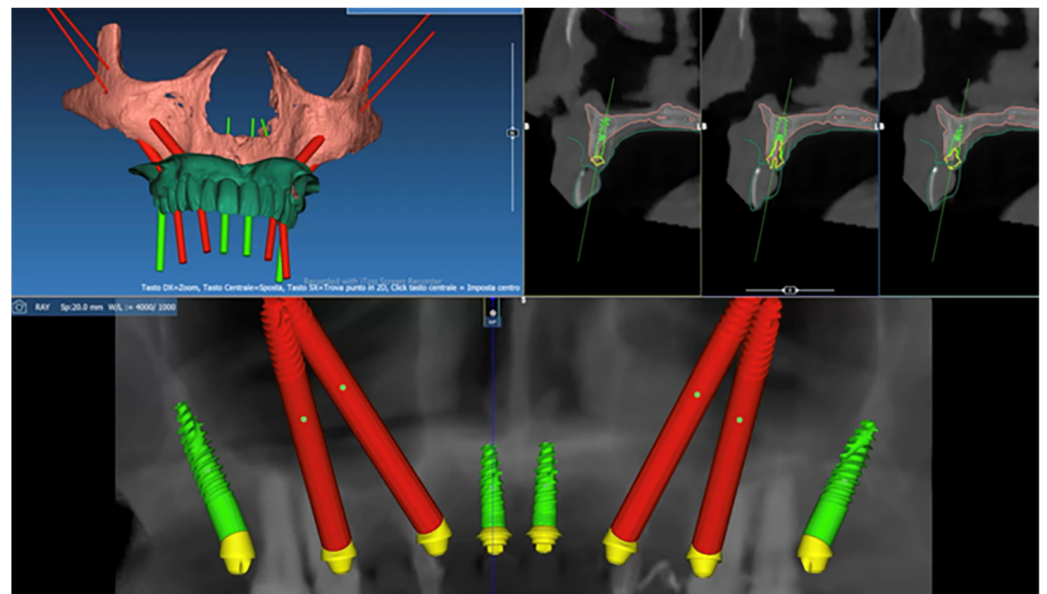 Recorded with iTop Screen Recorder
Tasto DX=Zoom, Tasto Centrale=Sposta, Tasto SX=Trova punto in 2D, Click tasto centrale = Imposta centro
RAY Sp:20.0 mm W/L := 4000/ 1000